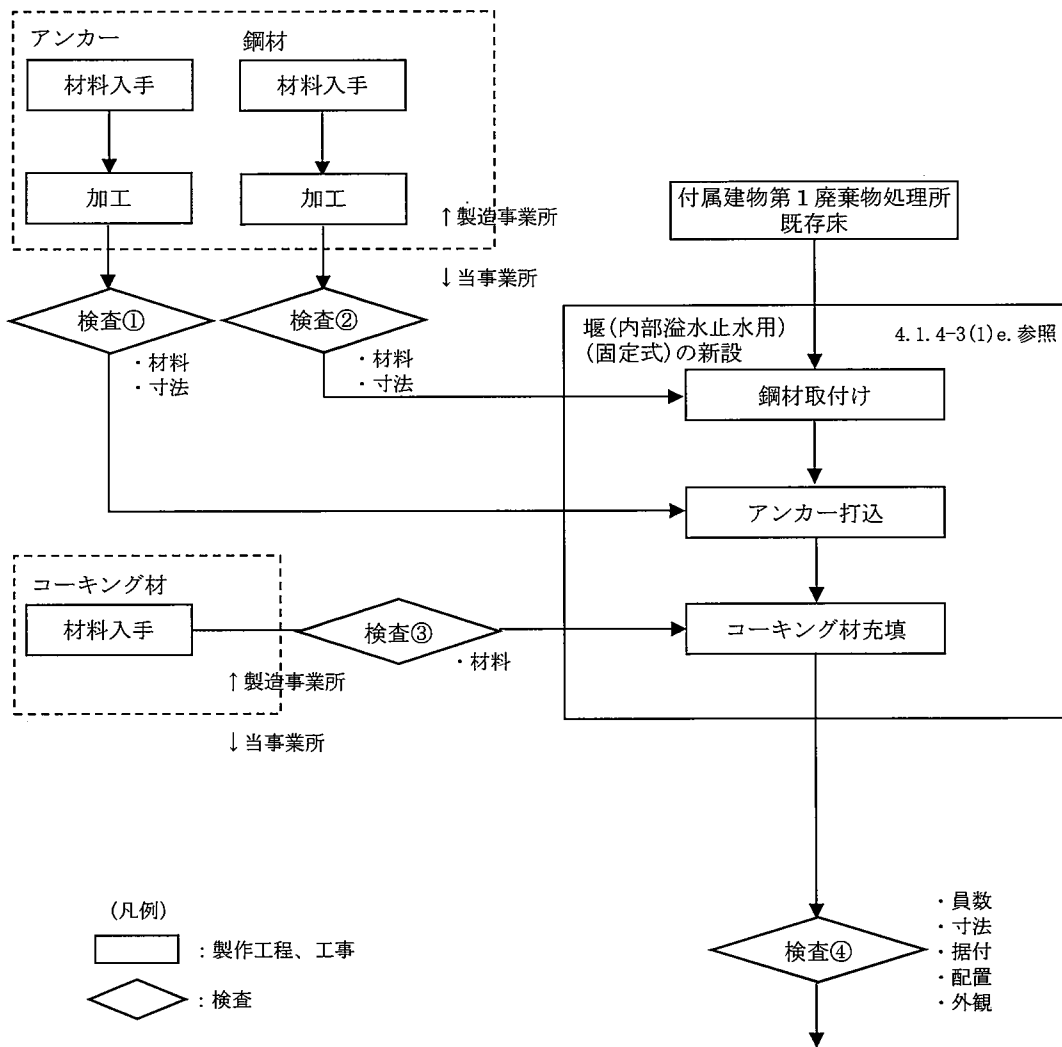 アンカー
鋼材
材料入手
材料入手
加工
加工
↑製造事業所
↓当事業所
検査①
・材料
・寸法
検査②
・材料
・寸法
付属建物第1廃棄物処理所
既存床
堰(内部溢水止水用)
(固定式)の新設
4.1.4-3(1)e.参照
鋼材取付け
アンカー打込
コーキング材
材料入手
↑製造事業所
↓当事業所
検査③
・材料
コーキング材充填
検査④
・員数
・寸法
・据付
・配置
・外観
(凡例)
：製作工程、工事
：検査